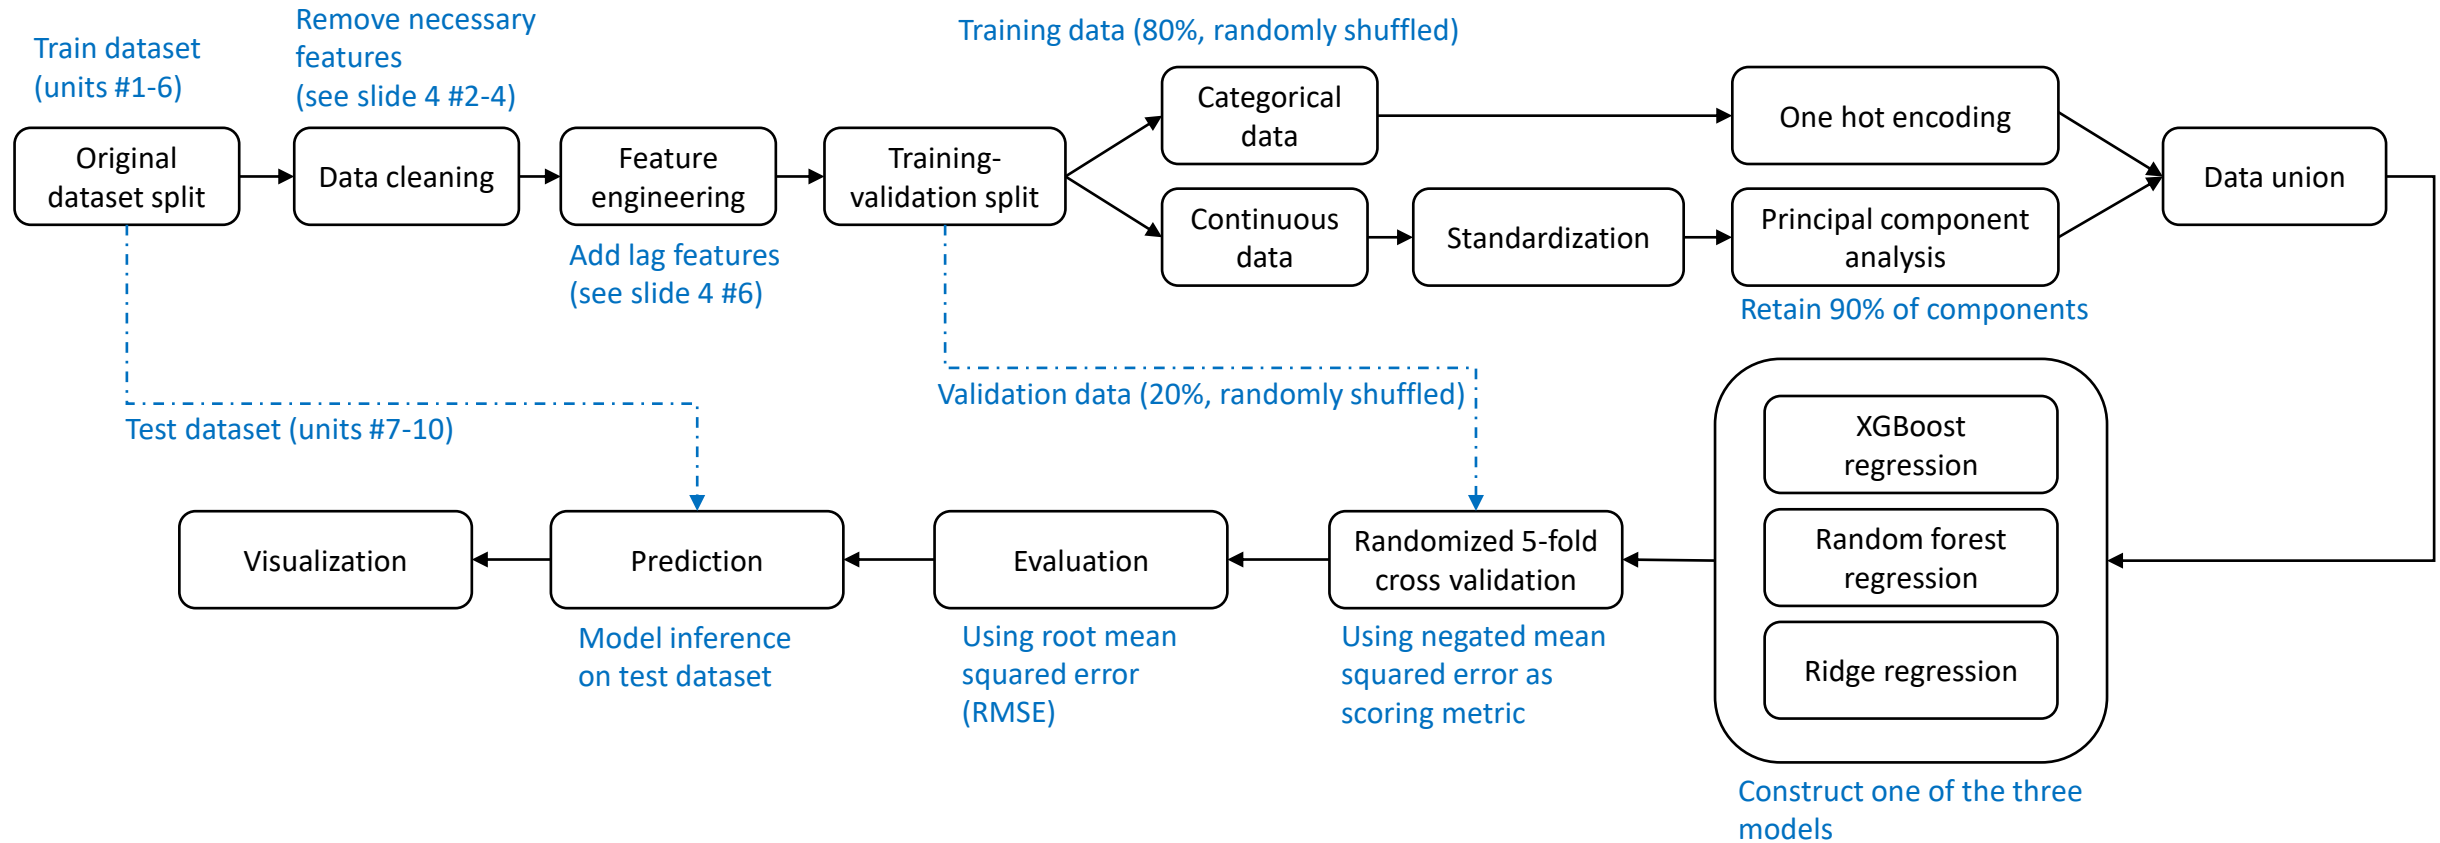 Train dataset
(units #1-6)
Remove necessary
features
(see slide 4 #2-4)
Training data (80%, randomly shuffled)
Original
dataset split
Data cleaning
Feature
engineering
Add lag features
(see slide 4 #6)
Training-
validation split
Categorical
data
One hot encoding
Continuous
data
Standardization
Principal component
analysis
Retain 90% of components
Data union
Test dataset (units #7-10)
Validation data (20%, randomly shuffled)
XGBoost
regression
Random forest
regression
Ridge regression
Construct one of the three
models
Randomized 5-fold
cross validation
Using negated mean
squared error as
scoring metric
Evaluation
Using root mean
squared error
(RMSE)
Prediction
Model inference
on test dataset
Visualization